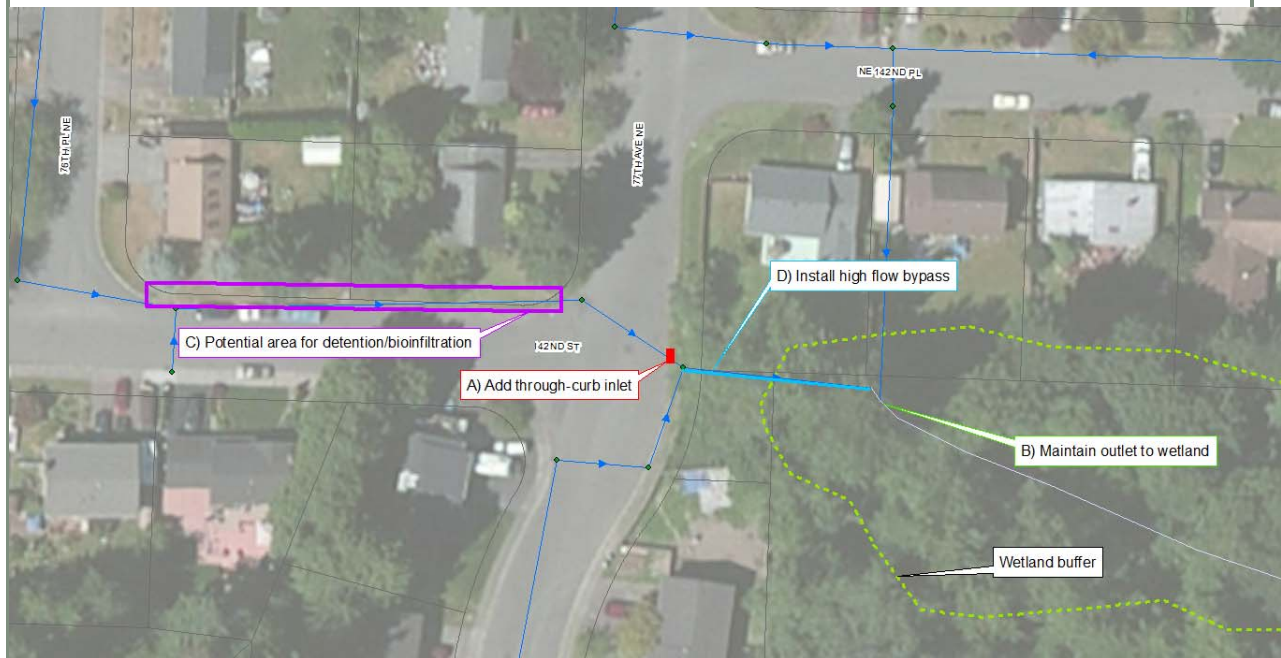 NE 142ND PL
76TH PL NE
77TH AVE NE
D) Install high flow bypass
C) Potential area for detention/bioinfiltration
142ND ST
A) Add through-curb inlet
B) Maintain outlet to wetland
Wetland buffer